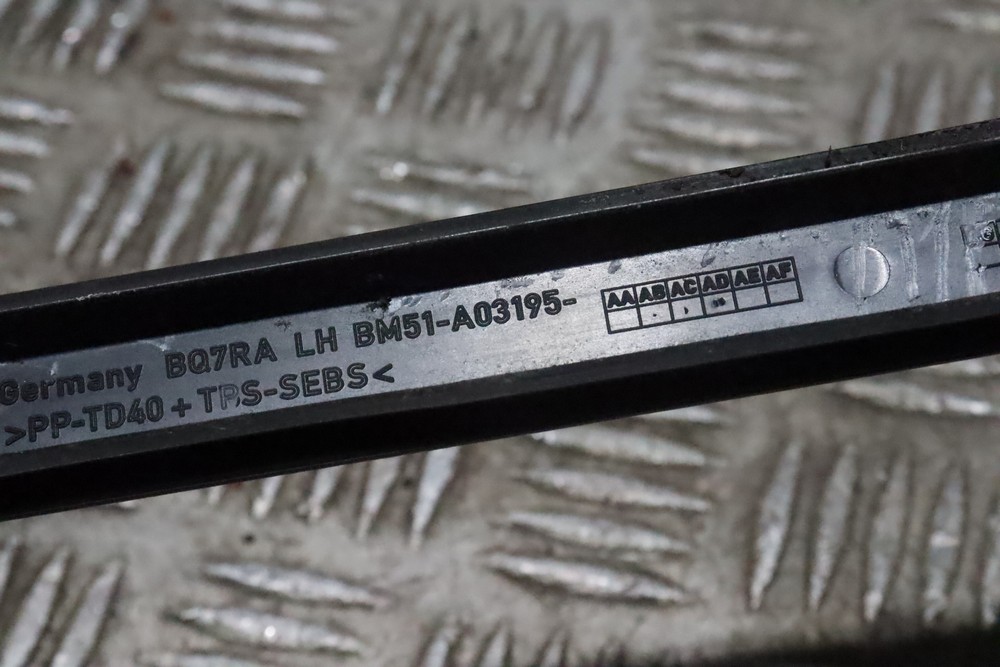 Germany BQ7RA LH BM51-A03195-
AA AB AC AD AE AF
>PP-TD40+TPS-SEBS<